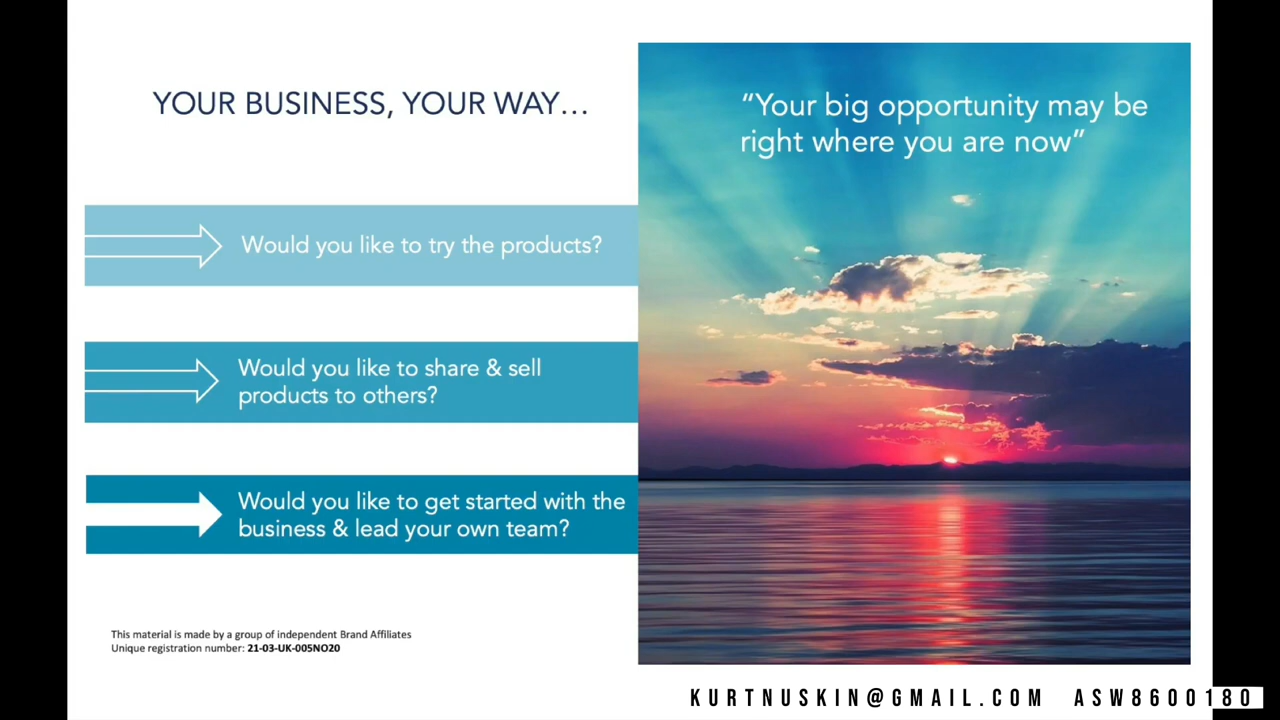 YOUR BUSINESS, YOUR WAY...
"Your big opportunity may be
right where you are now"
Would you like to try the products?
Would you like to share & sell
products to others?
Would you like to get started with the
business & lead your own team?
This material is made by a group of independent Brand Affiliates
Unique registration number: 21-03-UK-005NO20
KURTNUSKIN@GMAIL.COM ASW8600180